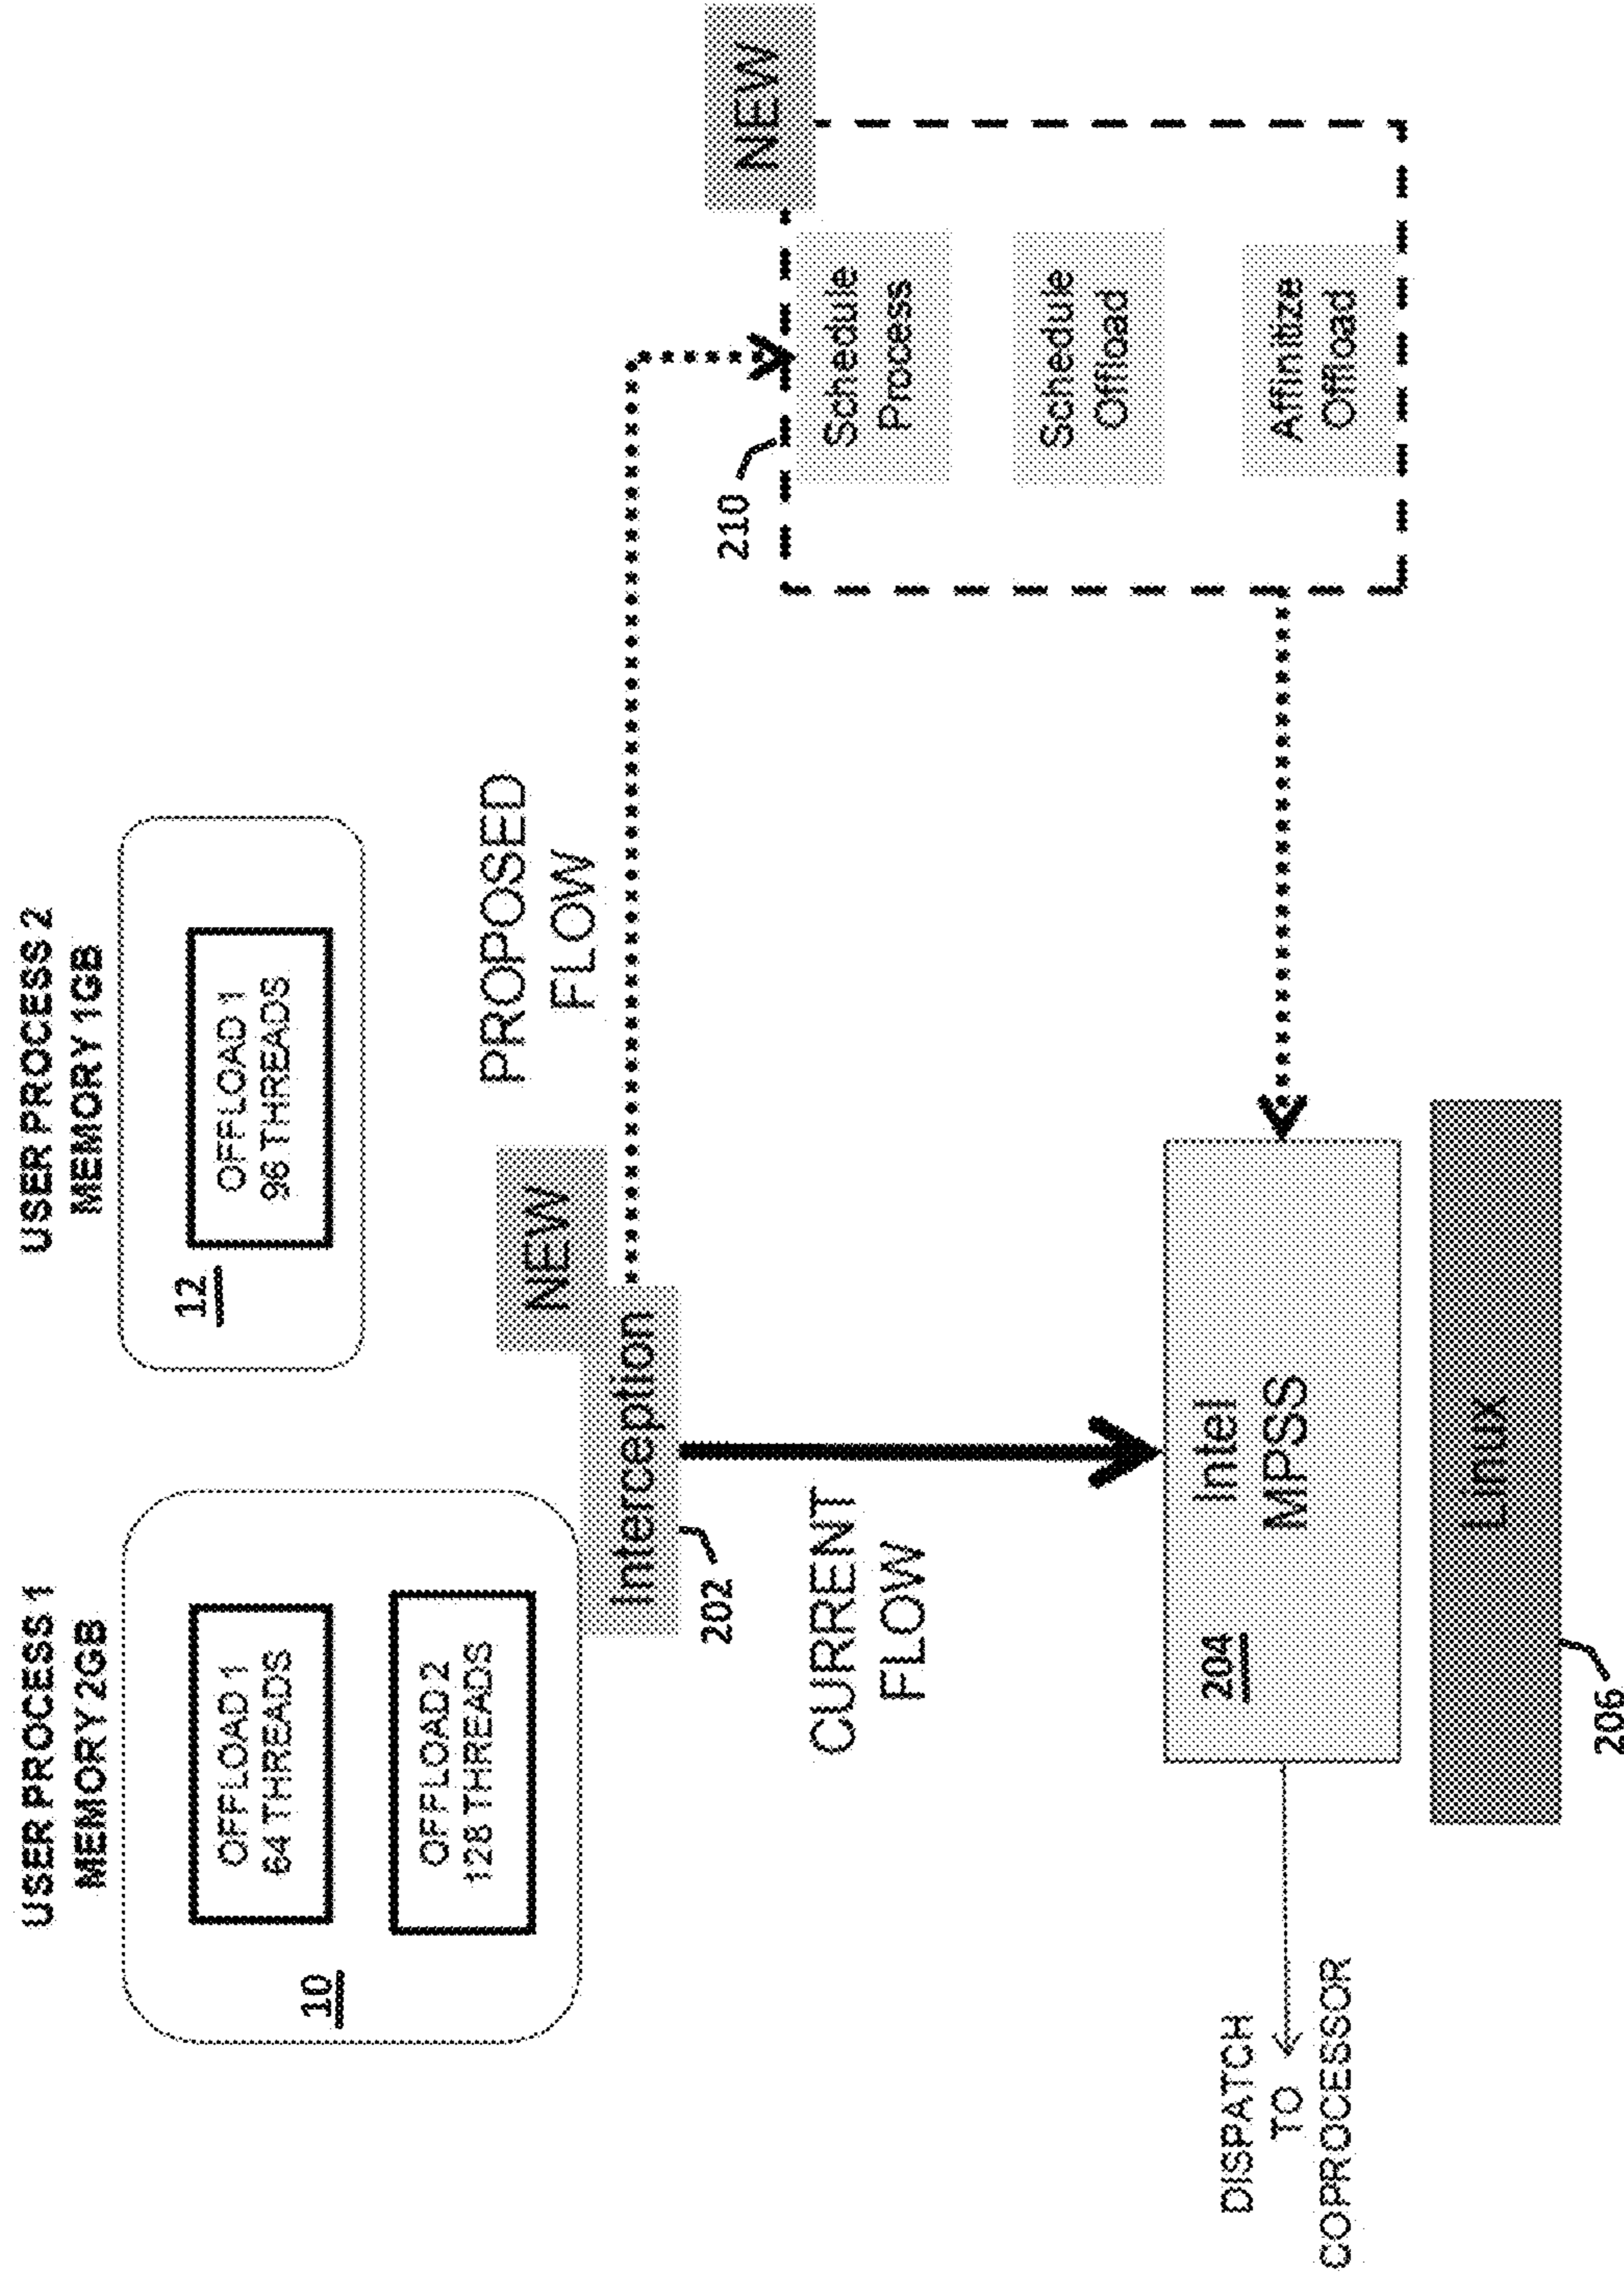 USER PROCESS 1
MEMORY 2GB
OFFLOAD 1
64 THREADS
OFFLOAD 2
128 THREADS
10
USER PROCESS 2
MEMORY 1GB
12
OFFLOAD 1
96 THREADS
NEW
Interception
202
PROPOSED
FLOW
CURRENT
FLOW
NEW
210
Schedule
Process
Schedule
Offload
Affinitize
Offload
204
Intel
MPSS
Linux
206
DISPATCH
TO
COPROCESSOR